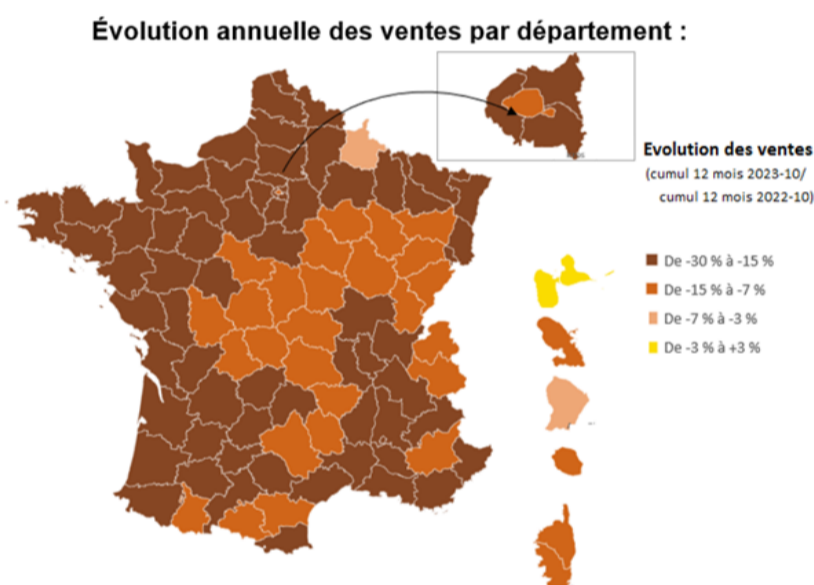 Évolution annuelle des ventes par département :
Evolution des ventes
(cumul 12 mois 2023-10/
cumul 12 mois 2022-10)
De -30 % à -15 %
De -15 % à -7 %
De -7 % à -3 %
De -3 % à +3 %